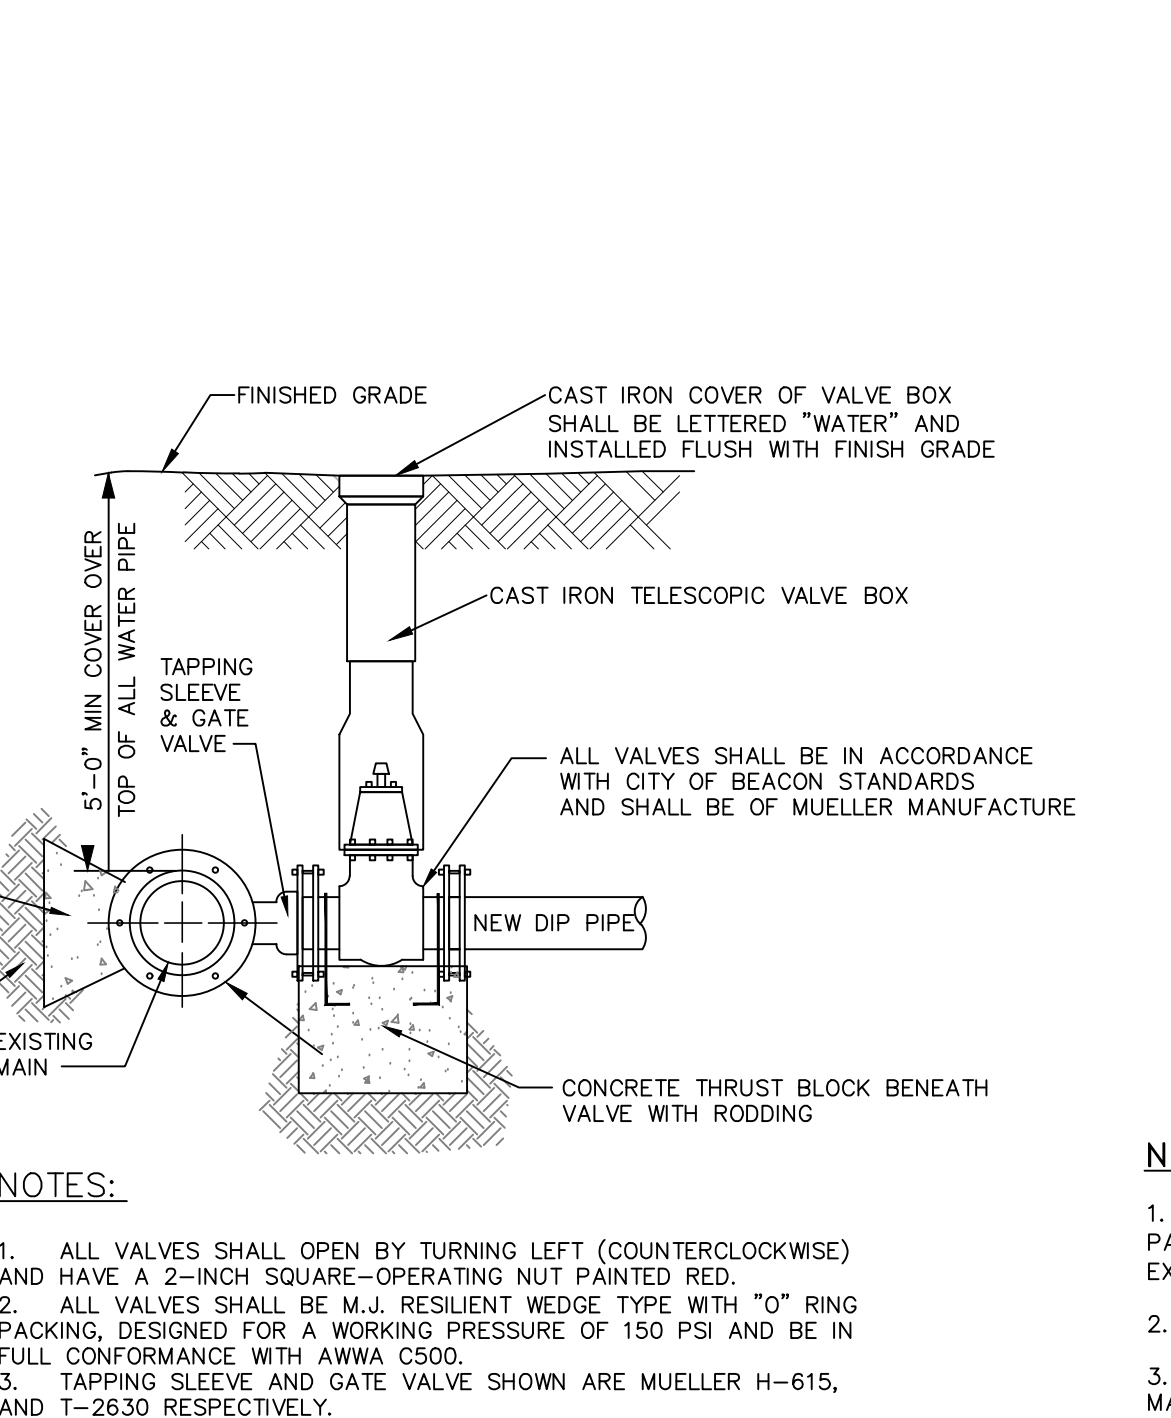 FINISHED GRADE
CAST IRON COVER OF VALVE BOX
SHALL BE LETTERED "WATER" AND
INSTALLED FLUSH WITH FINISH GRADE
5'-0" MIN COVER OVER
TOP OF ALL WATER PIPE
CAST IRON TELESCOPIC VALVE BOX
TAPPING
SLEEVE
& GATE
VALVE
ALL VALVES SHALL BE IN ACCORDANCE
WITH CITY OF BEACON STANDARDS
AND SHALL BE OF MUELLER MANUFACTURE
NEW DIP PIPE
EXISTING
MAIN
CONCRETE THRUST BLOCK BENEATH
VALVE WITH RODDING
NOTES:
1. ALL VALVES SHALL OPEN BY TURNING LEFT (COUNTERCLOCKWISE)
AND HAVE A 2-INCH SQUARE-OPERATING NUT PAINTED RED.
2. ALL VALVES SHALL BE M.J. RESILIENT WEDGE TYPE WITH "O" RING
PACKING, DESIGNED FOR A WORKING PRESSURE OF 150 PSI AND BE IN
FULL CONFORMANCE WITH AWWA C500.
3. TAPPING SLEEVE AND GATE VALVE SHOWN ARE MUELLER H-615,
AND T-2630 RESPECTIVELY.
N
1.
PA
EX
2.
3.
MA